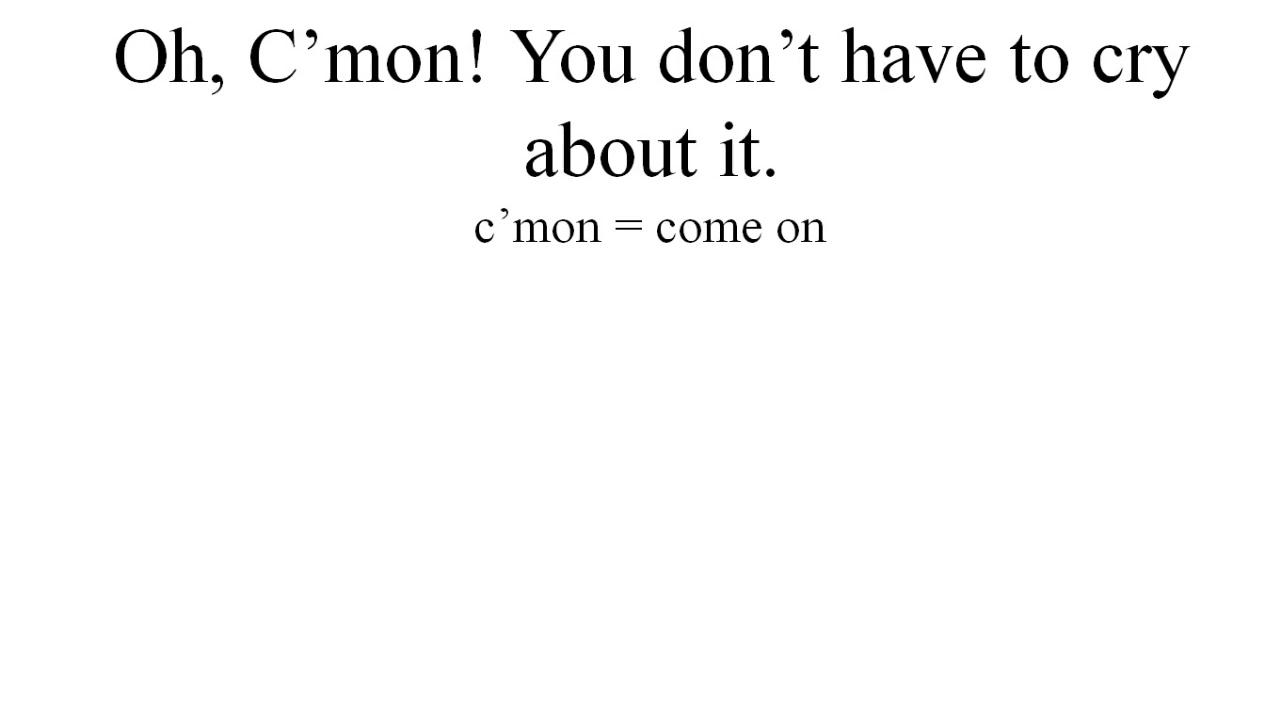 Oh, C’mon! You don’t have to cry
about it.
c’mon = come on